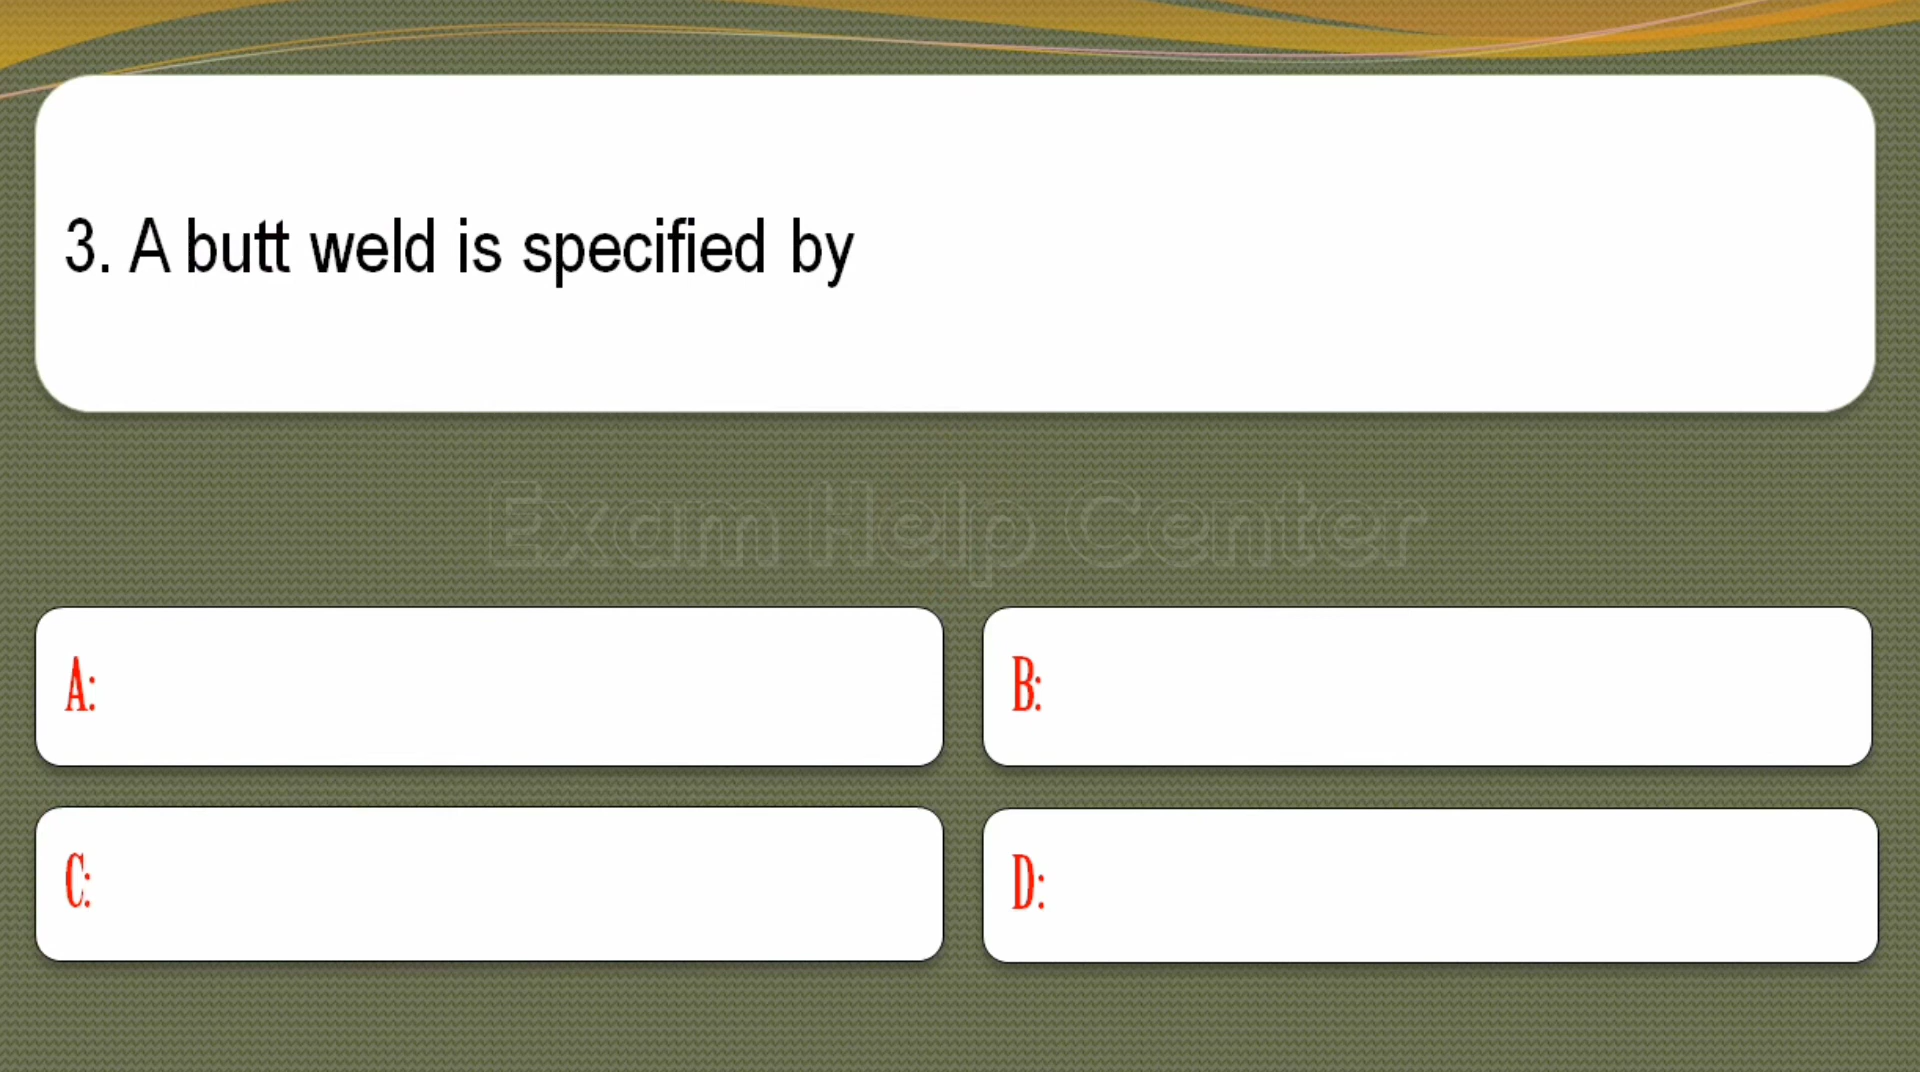 3. A butt weld is specified by
Exam Help Center
A:
B:
C:
D: